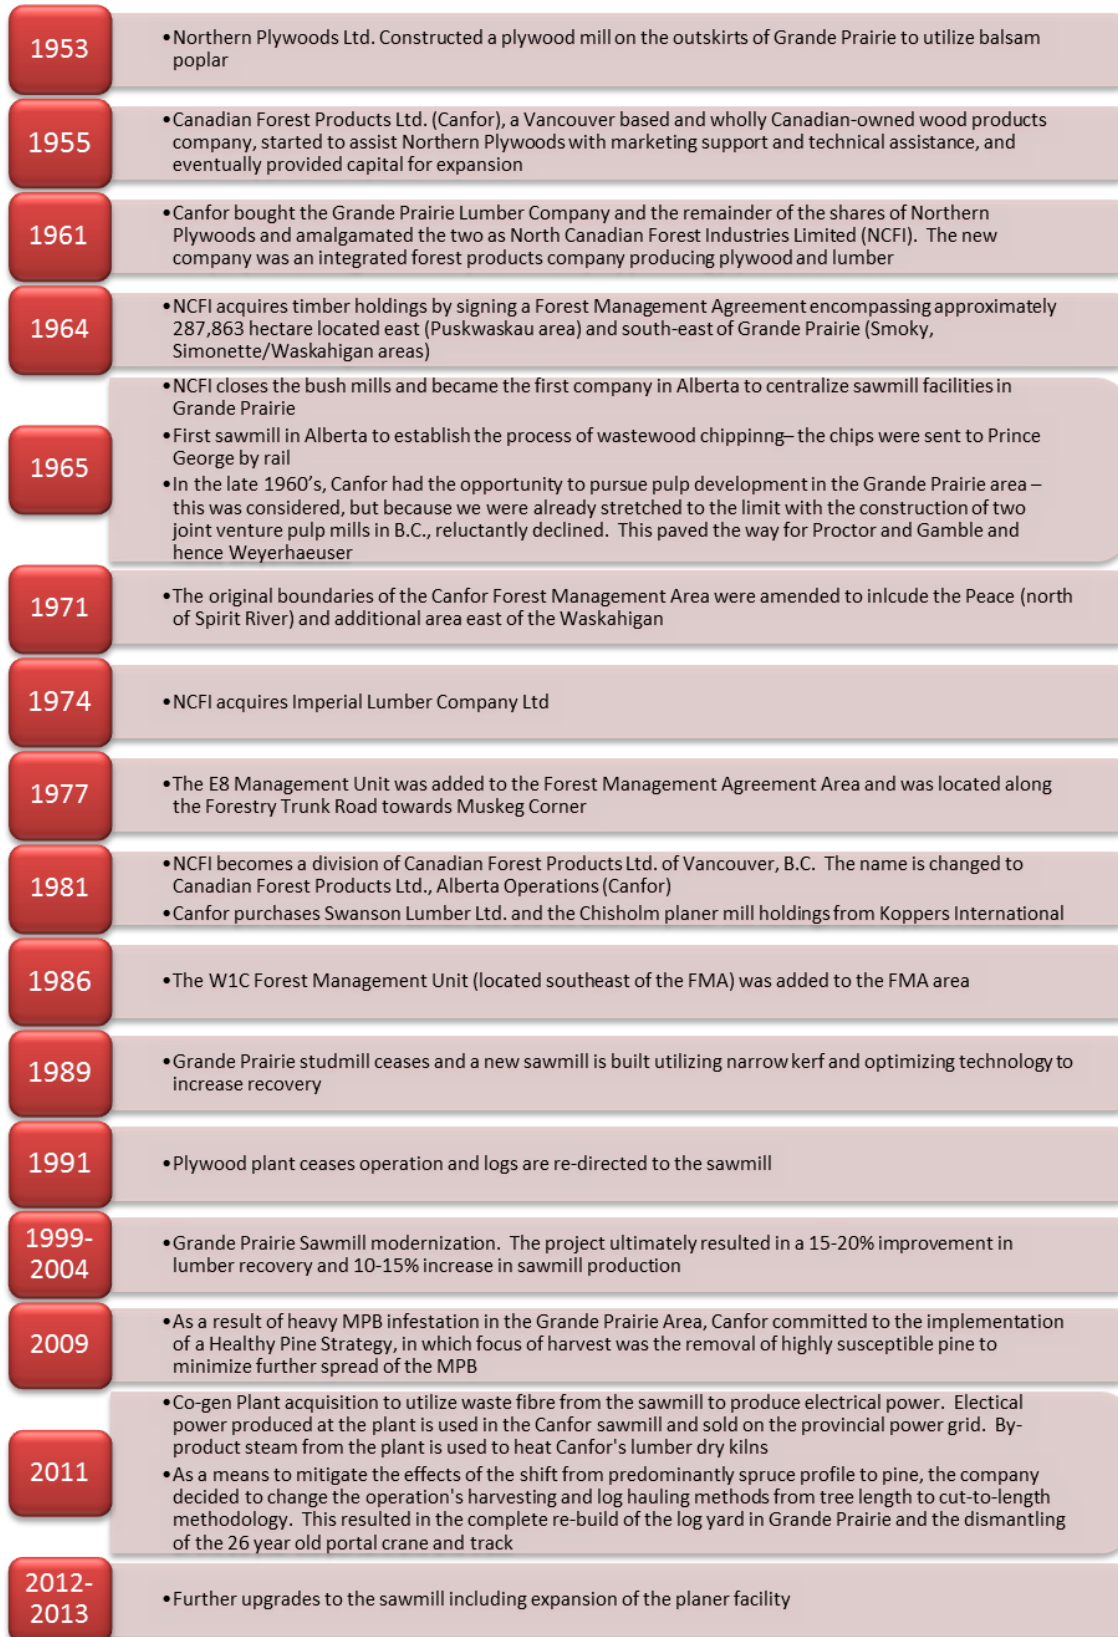 1953
•Northern Plywoods Ltd. Constructed a plywood mill on the outskirts of Grande Prairie to utilize balsam
poplar
1955
•Canadian Forest Products Ltd. (Canfor), a Vancouver based and wholly Canadian-owned wood products
company, started to assist Northern Plywoods with marketing support and technical assistance, and
eventually provided capital for expansion
1961
•Canfor bought the Grande Prairie Lumber Company and the remainder of the shares of Northern
Plywoods and amalgamated the two as North Canadian Forest Industries Limited (NCFI). The new
company was an integrated forest products company producing plywood and lumber
1964
•NCFI acquires timber holdings by signing a Forest Management Agreement encompassing approximately
287,863 hectare located east (Puskwaskau area) and south-east of Grande Prairie (Smoky,
Simonette/Waskahigan areas)
1965
•NCFI closes the bush mills and became the first company in Alberta to centralize sawmill facilities in
Grande Prairie
•First sawmill in Alberta to establish the process of wastewood chippinng– the chips were sent to Prince
George by rail
•In the late 1960's, Canfor had the opportunity to pursue pulp development in the Grande Prairie area –
this was considered, but because we were already stretched to the limit with the construction of two
joint venture pulp mills in B.C., reluctantly declined. This paved the way for Proctor and Gamble and
hence Weyerhaeuser
1971
•The original boundaries of the Canfor Forest Management Area were amended to inlcude the Peace (north
of Spirit River) and additional area east of the Waskahigan
1974
•NCFI acquires Imperial Lumber Company Ltd
1977
•The E8 Management Unit was added to the Forest Management Agreement Area and was located along
the Forestry Trunk Road towards Muskeg Corner
1981
•NCFI becomes a division of Canadian Forest Products Ltd. of Vancouver, B.C. The name is changed to
Canadian Forest Products Ltd., Alberta Operations (Canfor)
•Canfor purchases Swanson Lumber Ltd. and the Chisholm planer mill holdings from Koppers International
1986
•The W1C Forest Management Unit (located southeast of the FMA) was added to the FMA area
1989
•Grande Prairie studmill ceases and a new sawmill is built utilizing narrow kerf and optimizing technology to
increase recovery
1991
•Plywood plant ceases operation and logs are re-directed to the sawmill
1999-
2004
•Grande Prairie Sawmill modernization. The project ultimately resulted in a 15-20% improvement in
lumber recovery and 10-15% increase in sawmill production
2009
•As a result of heavy MPB infestation in the Grande Prairie Area, Canfor committed to the implementation
of a Healthy Pine Strategy, in which focus of harvest was the removal of highly susceptible pine to
minimize further spread of the MPB
2011
•Co-gen Plant acquisition to utilize waste fibre from the sawmill to produce electrical power. Electical
power produced at the plant is used in the Canfor sawmill and sold on the provincial power grid. By-
product steam from the plant is used to heat Canfor's lumber dry kilns
•As a means to mitigate the effects of the shift from predominantly spruce profile to pine, the company
decided to change the operation's harvesting and log hauling methods from tree length to cut-to-length
methodology. This resulted in the complete re-build of the log yard in Grande Prairie and the dismantling
of the 26 year old portal crane and track
2012-
2013
•Further upgrades to the sawmill including expansion of the planer facility